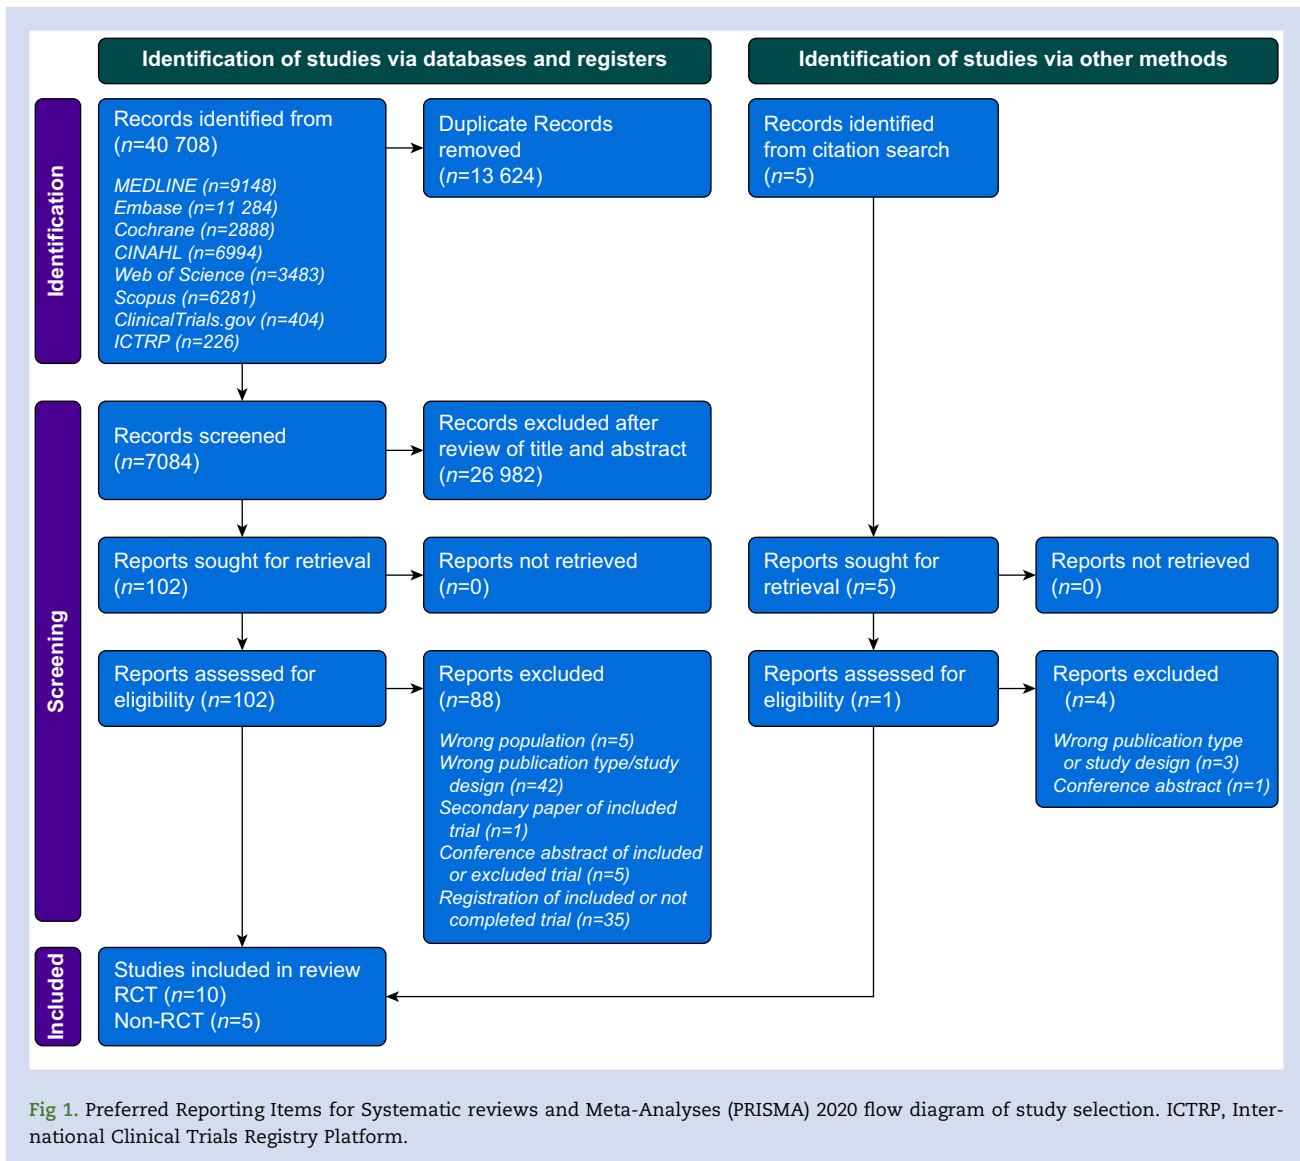 Identification of studies via databases and registers
Identification of studies via other methods
Identification
Records identified from
(n=40 708)
MEDLINE (n=9148)
Embase (n=11 284)
Cochrane (n=2888)
CINAHL (n=6994)
Web of Science (n=3483)
Scopus (n=6281)
ClinicalTrials.gov (n=404)
ICTRP (n=226)
Duplicate Records
removed
(n=13 624)
Records identified
from citation search
(n=5)
Screening
Records screened
(n=7084)
Records excluded after
review of title and abstract
(n=26 982)
Reports sought for retrieval
(n=102)
Reports not retrieved
(n=0)
Reports sought for
retrieval (n=5)
Reports not retrieved
(n=0)
Reports assessed for
eligibility (n=102)
Reports excluded
(n=88)
Wrong population (n=5)
Wrong publication type/study
design (n=42)
Secondary paper of included
trial (n=1)
Conference abstract of included
or excluded trial (n=5)
Registration of included or not
completed trial (n=35)
Reports assessed for
eligibility (n=1)
Reports excluded
(n=4)
Wrong publication type
or study design (n=3)
Conference abstract (n=1)
Included
Studies included in review
RCT (n=10)
Non-RCT (n=5)
Fig 1. Preferred Reporting Items for Systematic reviews and Meta-Analyses (PRISMA) 2020 flow diagram of study selection. ICTRP, Inter-
national Clinical Trials Registry Platform.